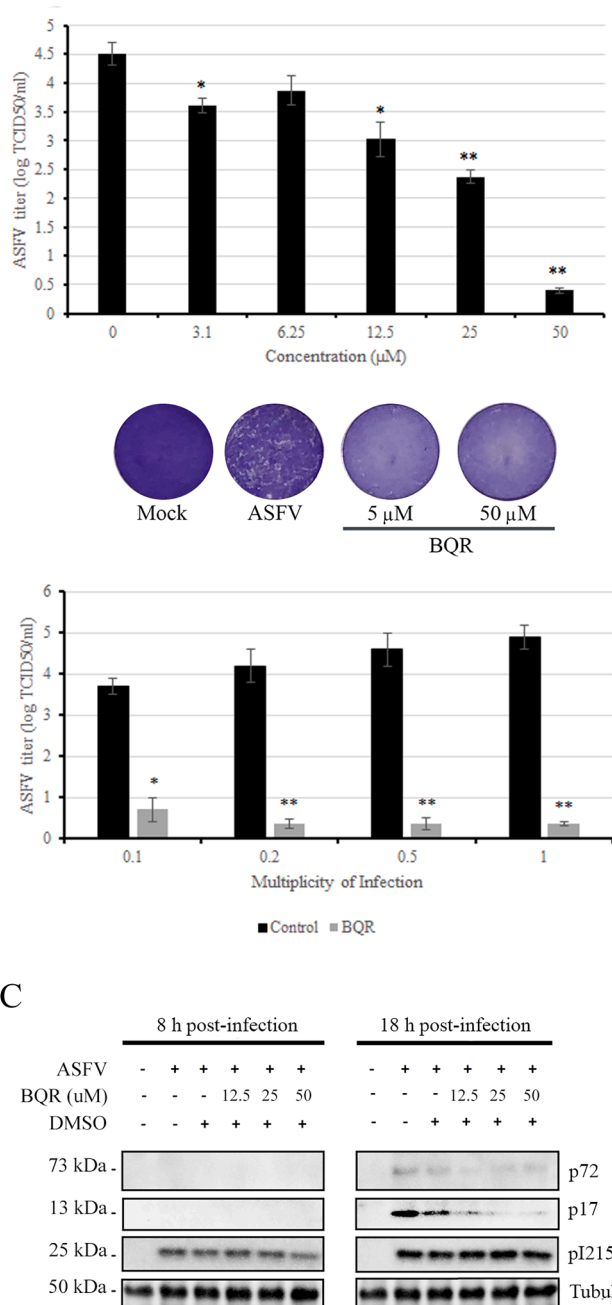 5
4.5
4
3.5
3
2.5
2
1.5
1
0.5
0
ASFV titer (log TCID50/ml)
*
*
**
**
0 3.1 6.25 12.5 25 50
Concentration (µM)
Mock ASFV 5 µM 50 µM
BQR
6
5
4
3
2
1
0
ASFV titer (log TCID50/ml)
* ** ** **
0.1 0.2 0.5 1
Multiplicity of Infection
Control BQR
C
8 h post-infection 18 h post-infection
ASFV - + + + + + - + + + + +
BQR (uM) - - - 12.5 25 50 - - - 12.5 25 50
DMSO - - + + + + - - + + + +
73 kDa - p72
13 kDa - p17
25 kDa - pI215
50 kDa -